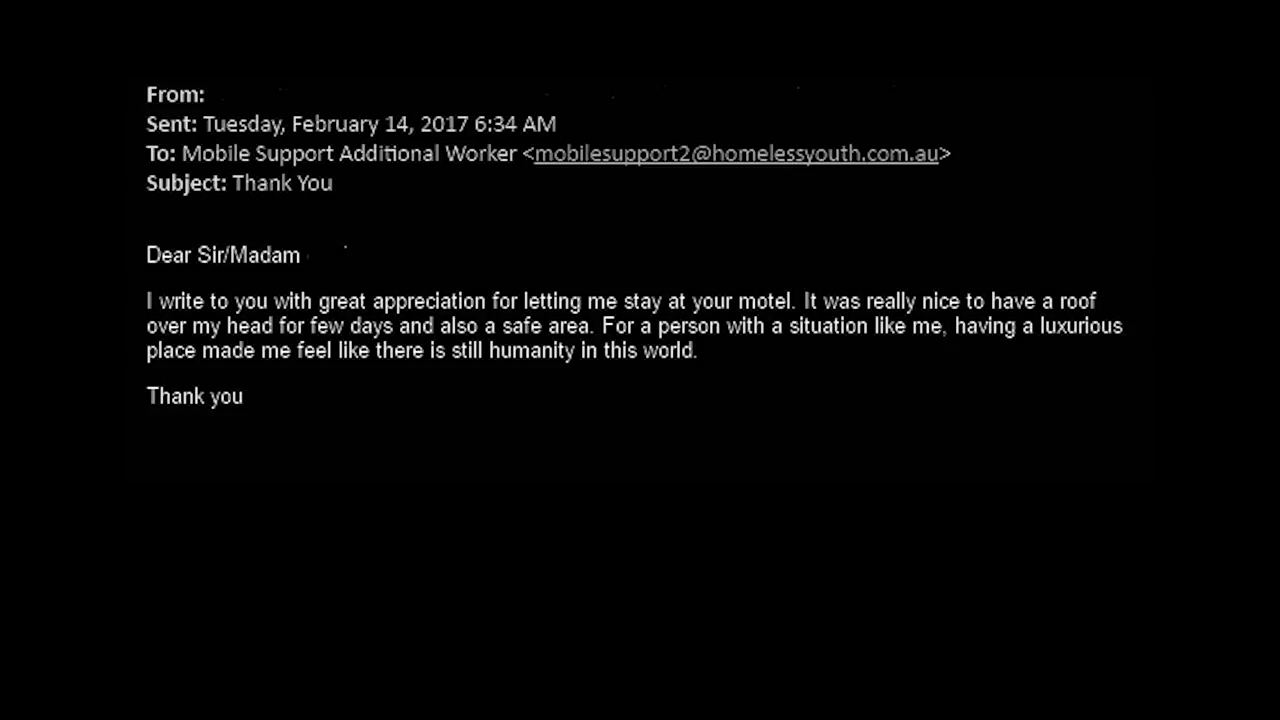 From:
Sent: Tuesday, February 14, 2017 6:34 AM
To: Mobile Support Additional Worker <mobilesupport2@homelessyouth.com.au>
Subject: Thank You
Dear Sir/Madam
I write to you with great appreciation for letting me stay at your motel. It was really nice to have a roof
over my head for few days and also a safe area. For a person with a situation like me, having a luxurious
place made me feel like there is still humanity in this world.
Thank you